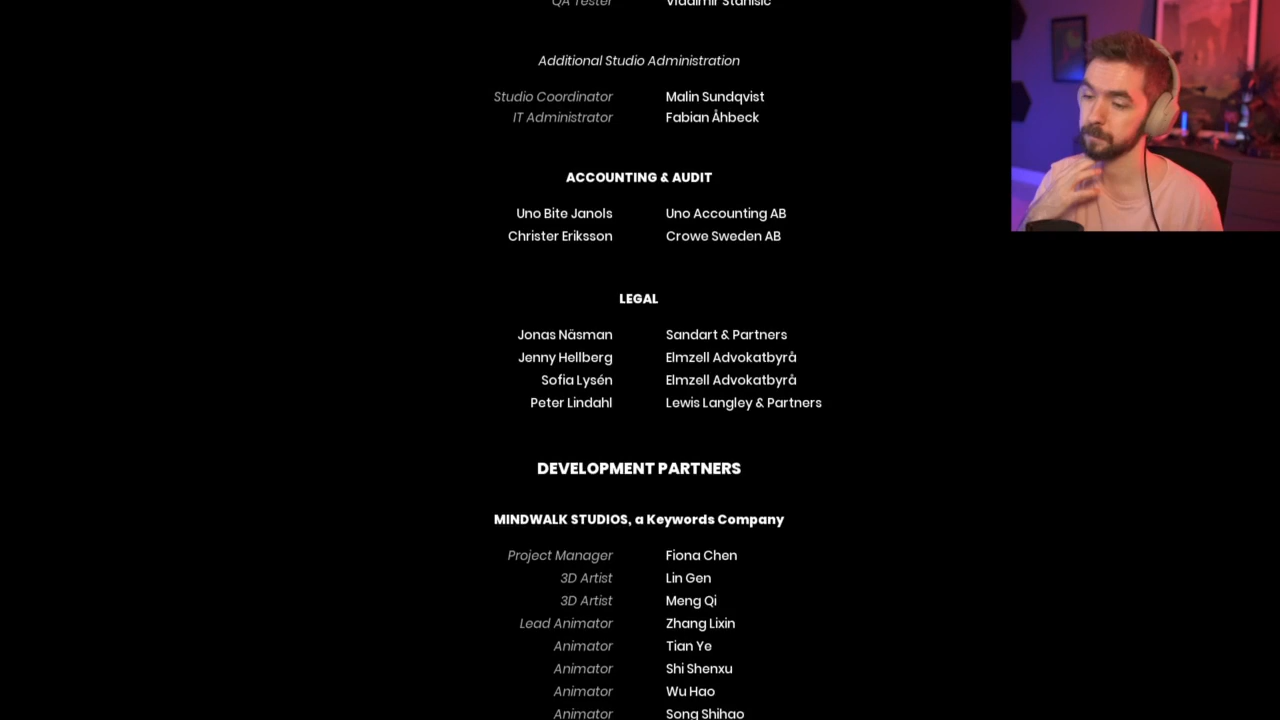 QA Tester Vladimir Stanisic
Additional Studio Administration
Studio Coordinator Malin Sundqvist
IT Administrator Fabian Åhbeck
ACCOUNTING & AUDIT
Uno Bite Janols Uno Accounting AB
Christer Eriksson Crowe Sweden AB
LEGAL
Jonas Näsman Sandart & Partners
Jenny Hellberg Elmzell Advokatbyrå
Sofia Lysén Elmzell Advokatbyrå
Peter Lindahl Lewis Langley & Partners
DEVELOPMENT PARTNERS
MINDWALK STUDIOS, a Keywords Company
Project Manager Fiona Chen
3D Artist Lin Gen
3D Artist Meng Qi
Lead Animator Zhang Lixin
Animator Tian Ye
Animator Shi Shenxu
Animator Wu Hao
Animator Song Shihao